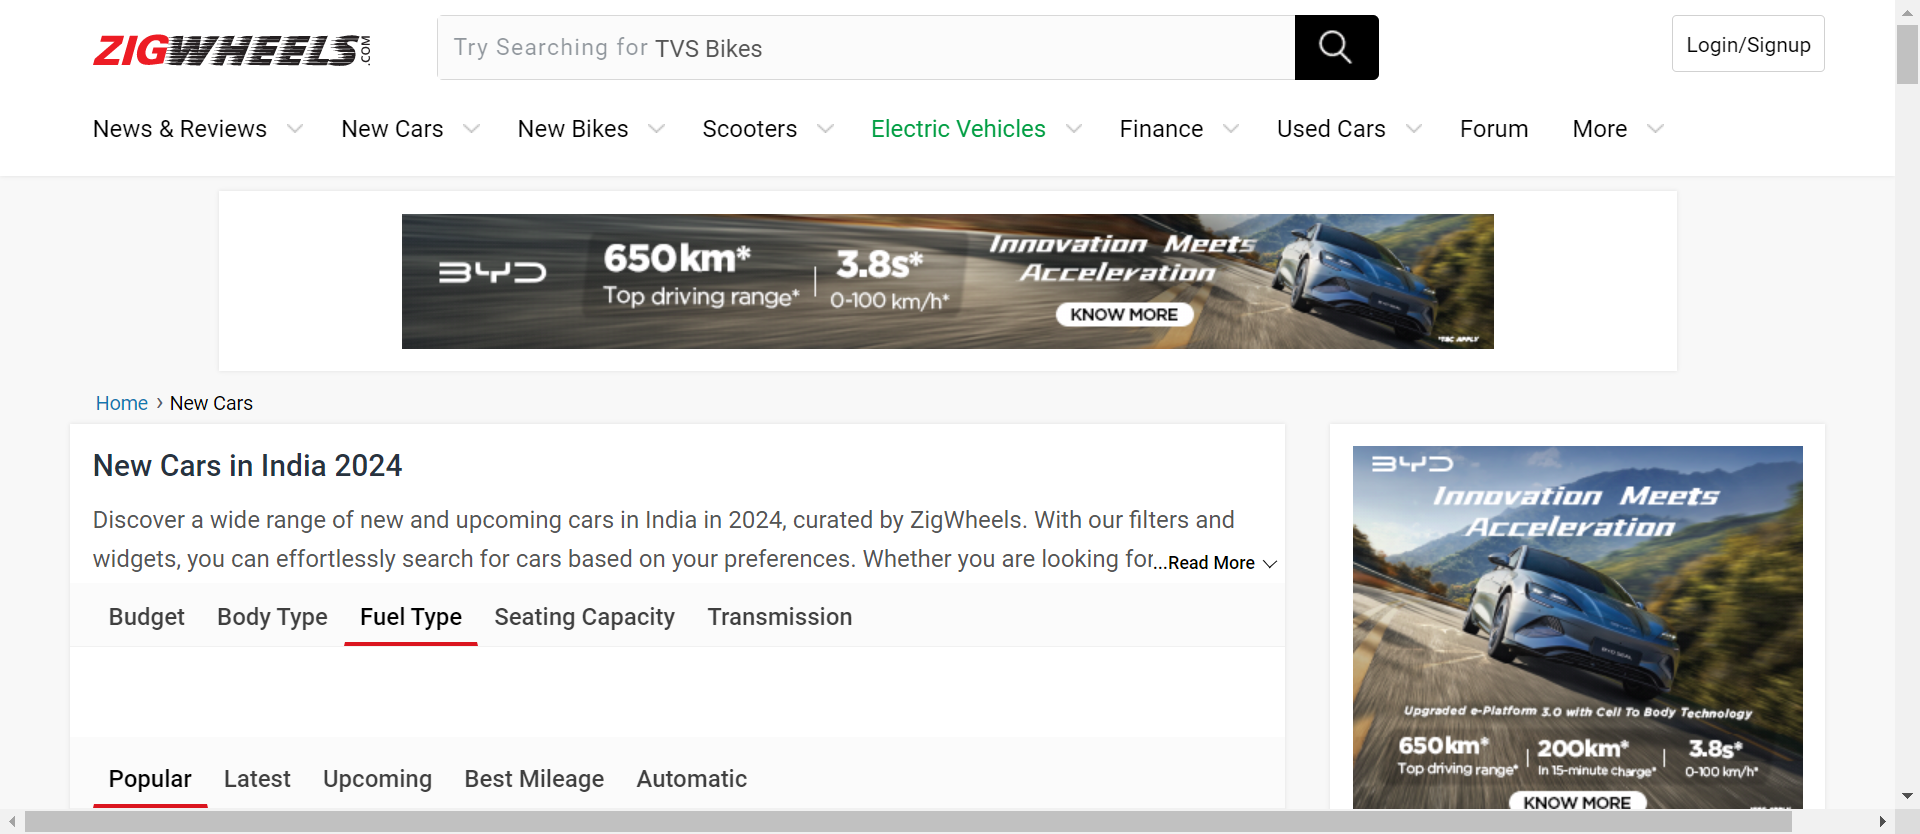 ZIGWHEELS.COM
Try Searching for TVS Bikes
Login/Signup
News & Reviews New Cars New Bikes Scooters Electric Vehicles Finance Used Cars Forum More
BYD
650km*
Top driving range*
3.8s*
0-100 km/h*
Innovation Meets
Acceleration
KNOW MORE
*T&C APPLY
Home › New Cars
New Cars in India 2024
Discover a wide range of new and upcoming cars in India in 2024, curated by ZigWheels. With our filters and
widgets, you can effortlessly search for cars based on your preferences. Whether you are looking for...Read More
Budget Body Type Fuel Type Seating Capacity Transmission
Popular Latest Upcoming Best Mileage Automatic
BYD
Innovation Meets
Acceleration
BYD SEAL
Upgraded e-Platform 3.0 with Cell To Body Technology
650km*
Top driving range*
200km*
In 15-minute charge*
3.8s*
0-100 km/h*
KNOW MORE